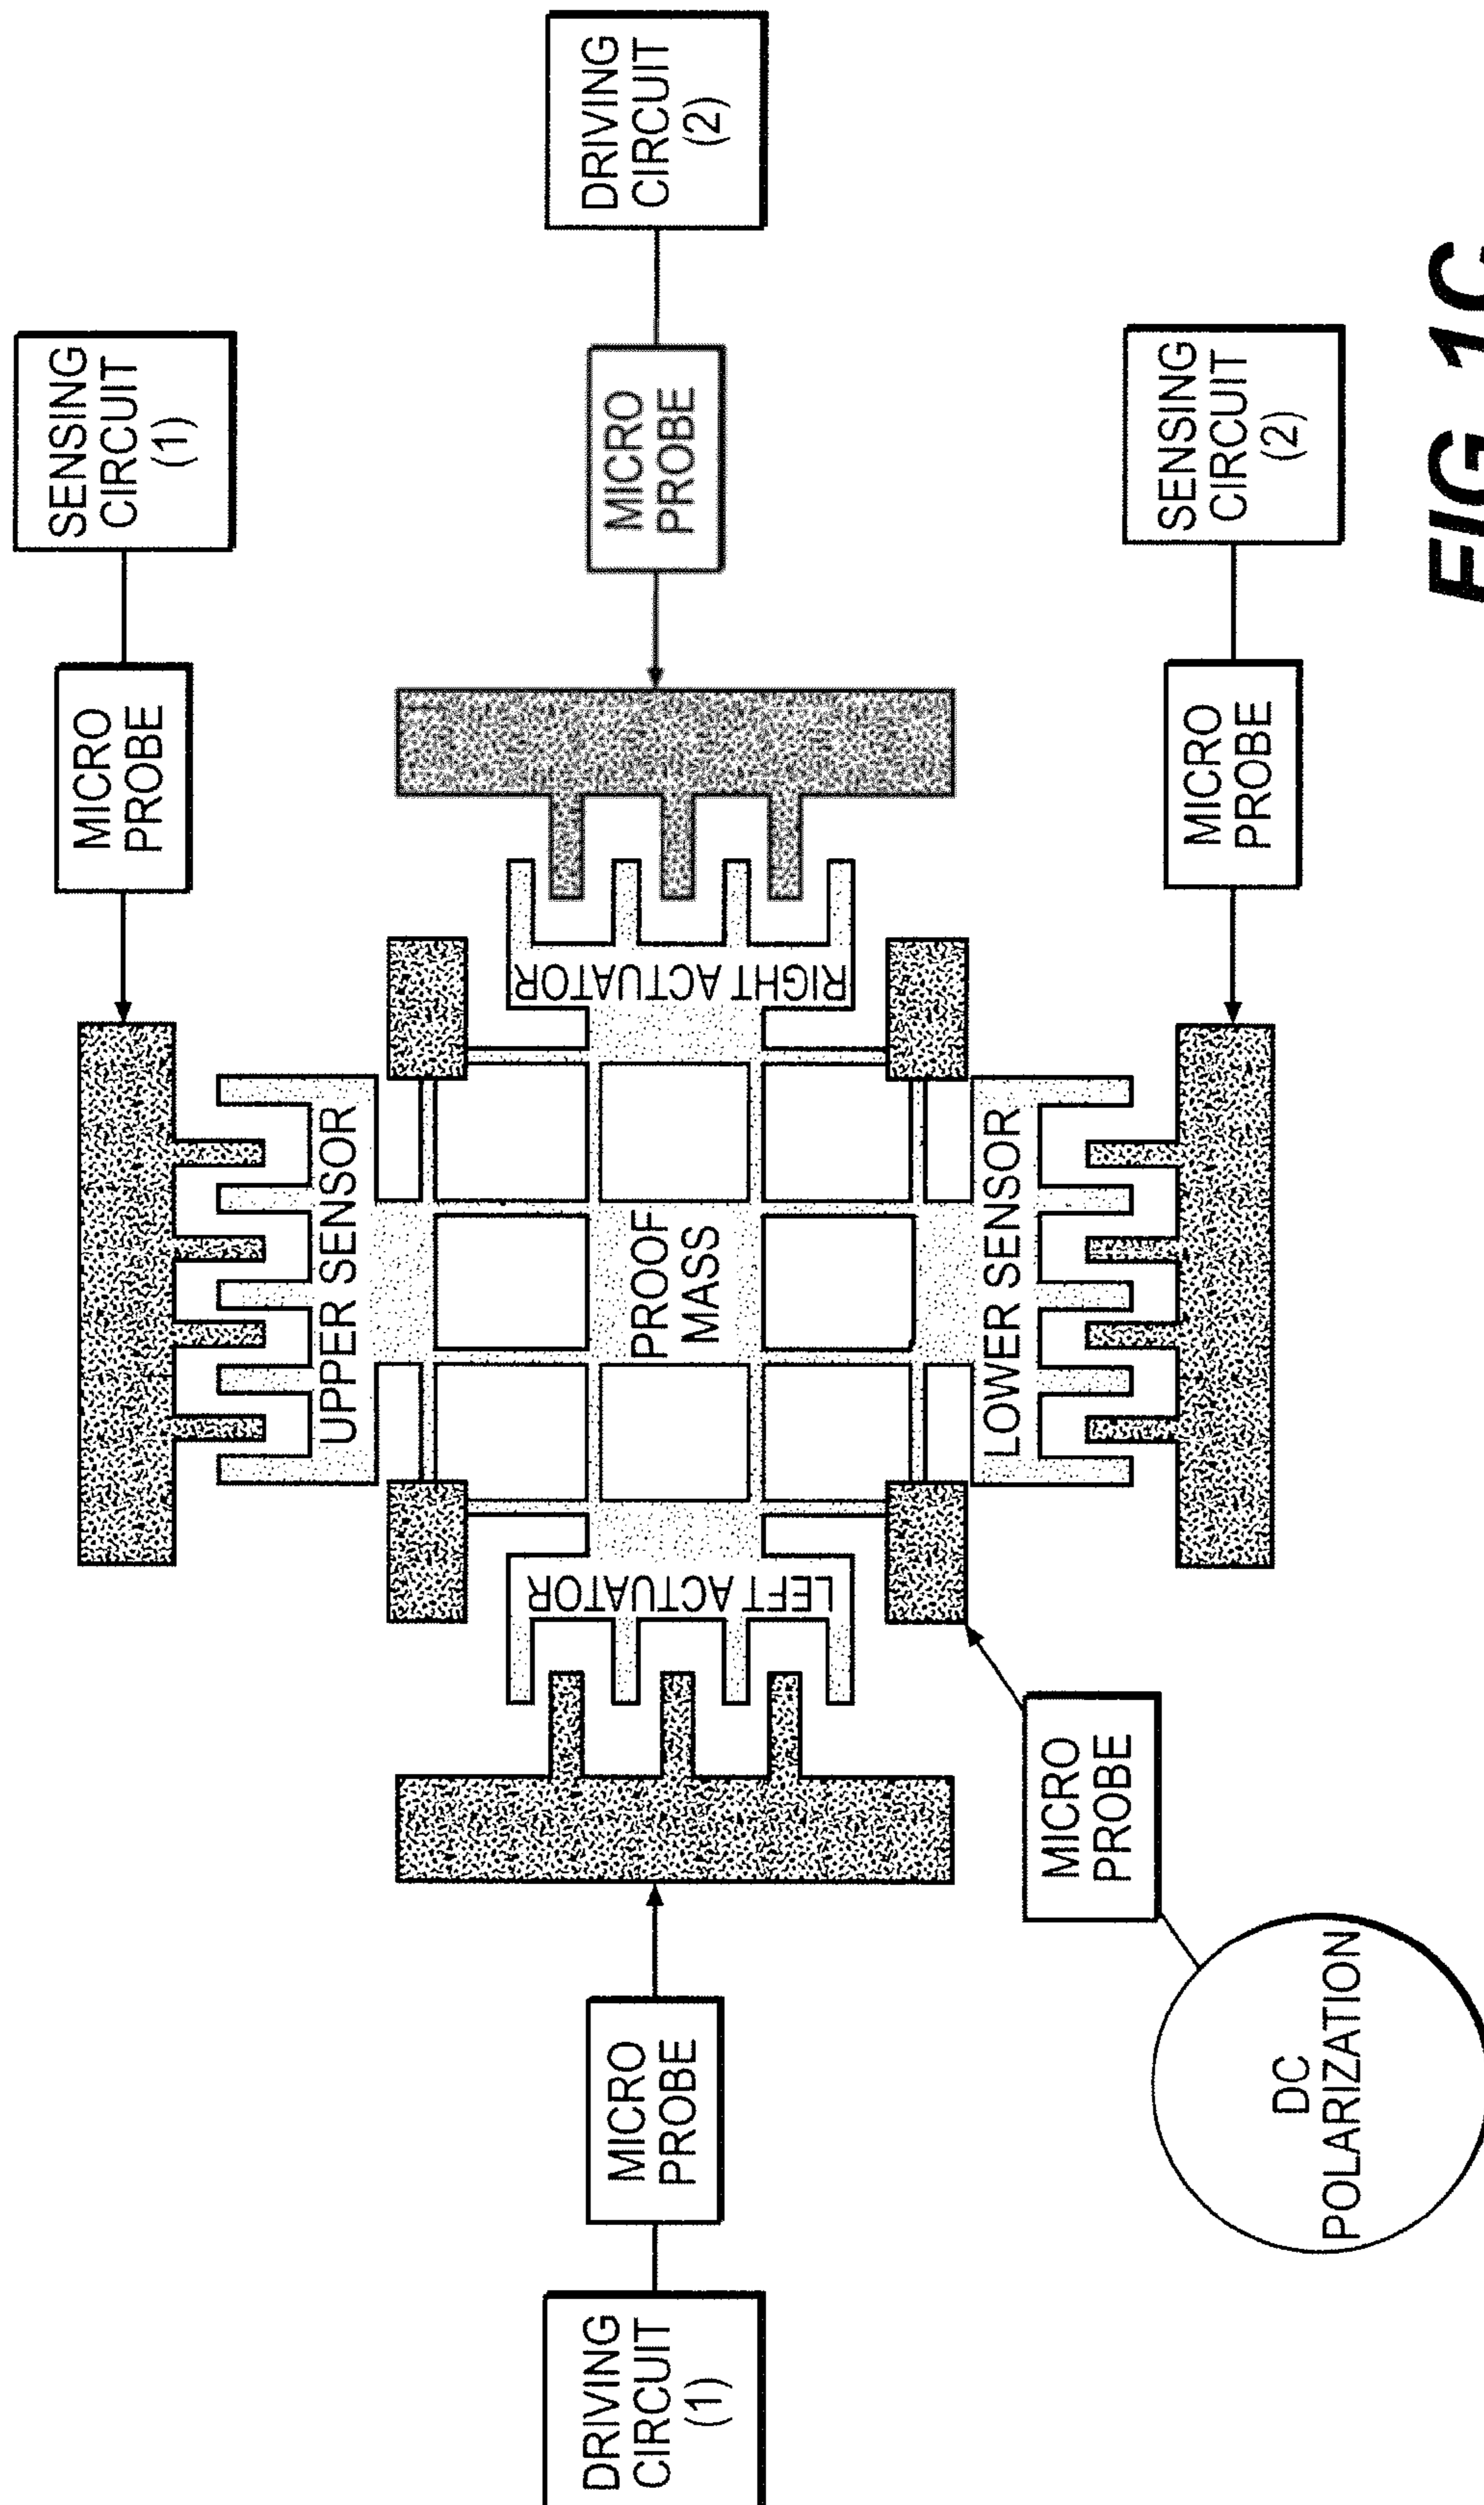 SENSING
CIRCUIT
(1)
MICRO
PROBE
DRIVING
CIRCUIT
(1)
MICRO
PROBE
LEFT ACTUATOR
UPPER SENSOR
PROOF
MASS
LOWER SENSOR
RIGHT ACTUATOR
MICRO
PROBE
DRIVING
CIRCUIT
(2)
MICRO
PROBE
DC
POLARIZATION
MICRO
PROBE
SENSING
CIRCUIT
(2)
FIG. 1C